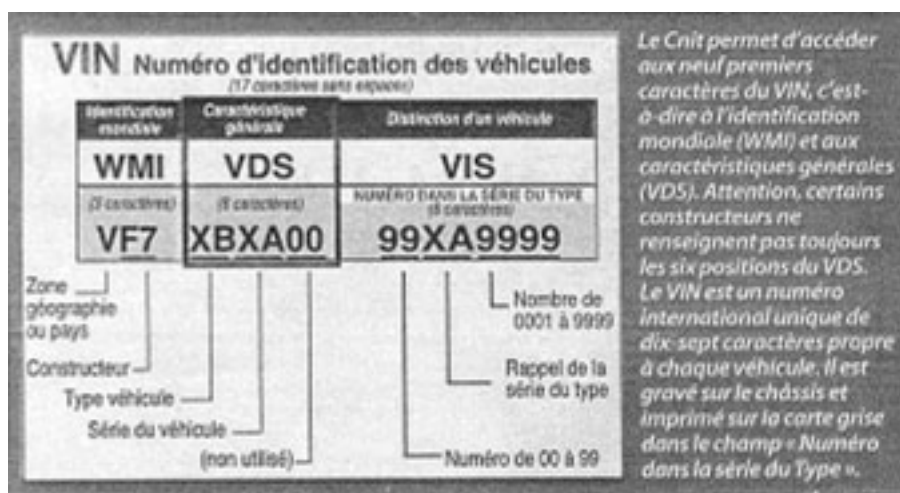 VIN Numéro d'identification des véhicules
(17 caractères sans espaces)
Identification mondiale
Caractéristique générale
Distinction d'un véhicule
WMI
VDS
VIS
(3 caractères)
(6 caractères)
NUMÉRO DANS LA SÉRIE DU TYPE
(8 caractères)
VF7
XBXA00
99XA9999
Zone
géographie
ou pays
Constructeur
Type véhicule
Série du véhicule
(non utilisé)
Nombre de
0001 à 9999
Rappel de la
série du type
Numéro de 00 à 99
Le Cnit permet d'accéder
aux neuf premiers
caractères du VIN, c'est-
à-dire à l'identification
mondiale (WMI) et aux
caractéristiques générales
(VDS). Attention, certains
constructeurs ne
renseignent pas toujours
les six positions du VDS.
Le VIN est un numéro
international unique de
dix-sept caractères propre
à chaque véhicule. Il est
gravé sur le châssis et
imprimé sur la carte grise
dans le champ « Numéro
dans la série du Type ».